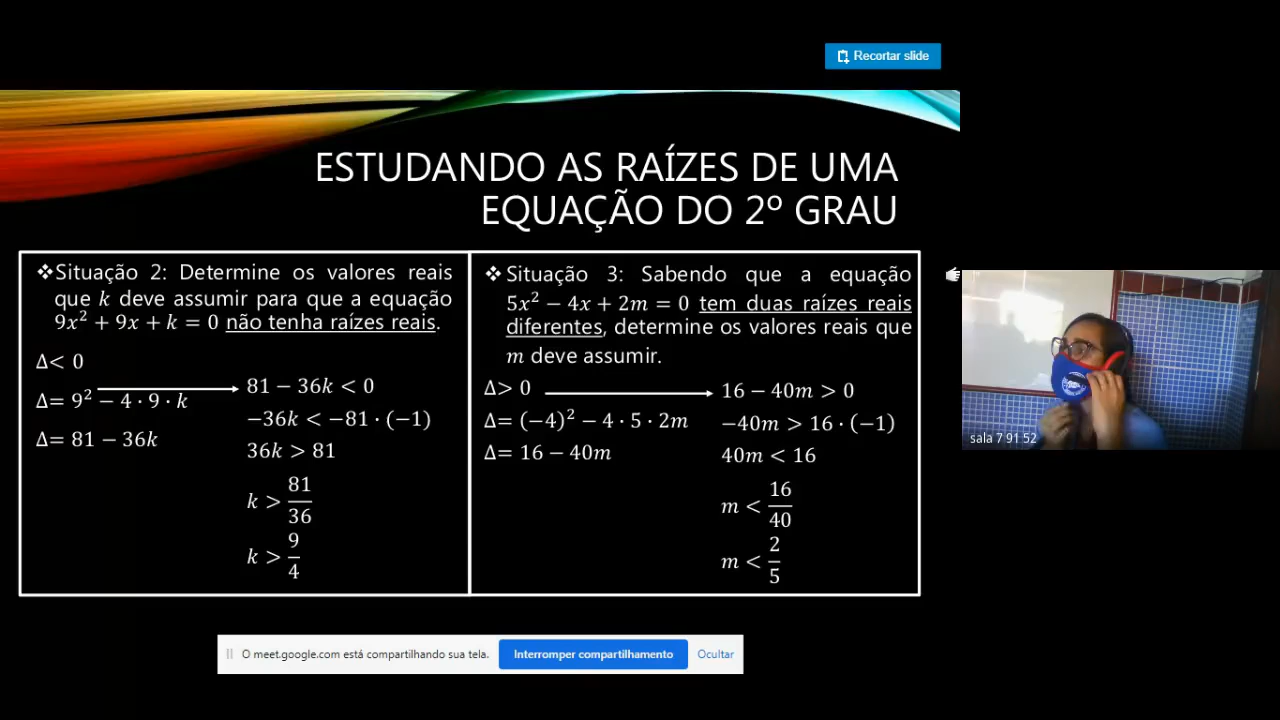 Recortar slide
ESTUDANDO AS RAÍZES DE UMA
EQUAÇÃO DO 2º GRAU
❖Situação 2: Determine os valores reais
que k deve assumir para que a equação
9x² + 9x + k = 0 não tenha raízes reais.
Δ< 0
Δ= 9² − 4 · 9 · k
Δ= 81 − 36k
81 − 36k < 0
−36k < −81 · (−1)
36k > 81
k > 81/36
k > 9/4
❖ Situação 3: Sabendo que a equação
5x² − 4x + 2m = 0 tem duas raízes reais
diferentes, determine os valores reais que
m deve assumir.
Δ> 0
Δ= (−4)² − 4 · 5 · 2m
Δ= 16 − 40m
16 − 40m > 0
−40m > 16 · (−1)
40m < 16
m < 16/40
m < 2/5
sala 7 91 52
O meet.google.com está compartilhando sua tela.
Interromper compartilhamento
Ocultar